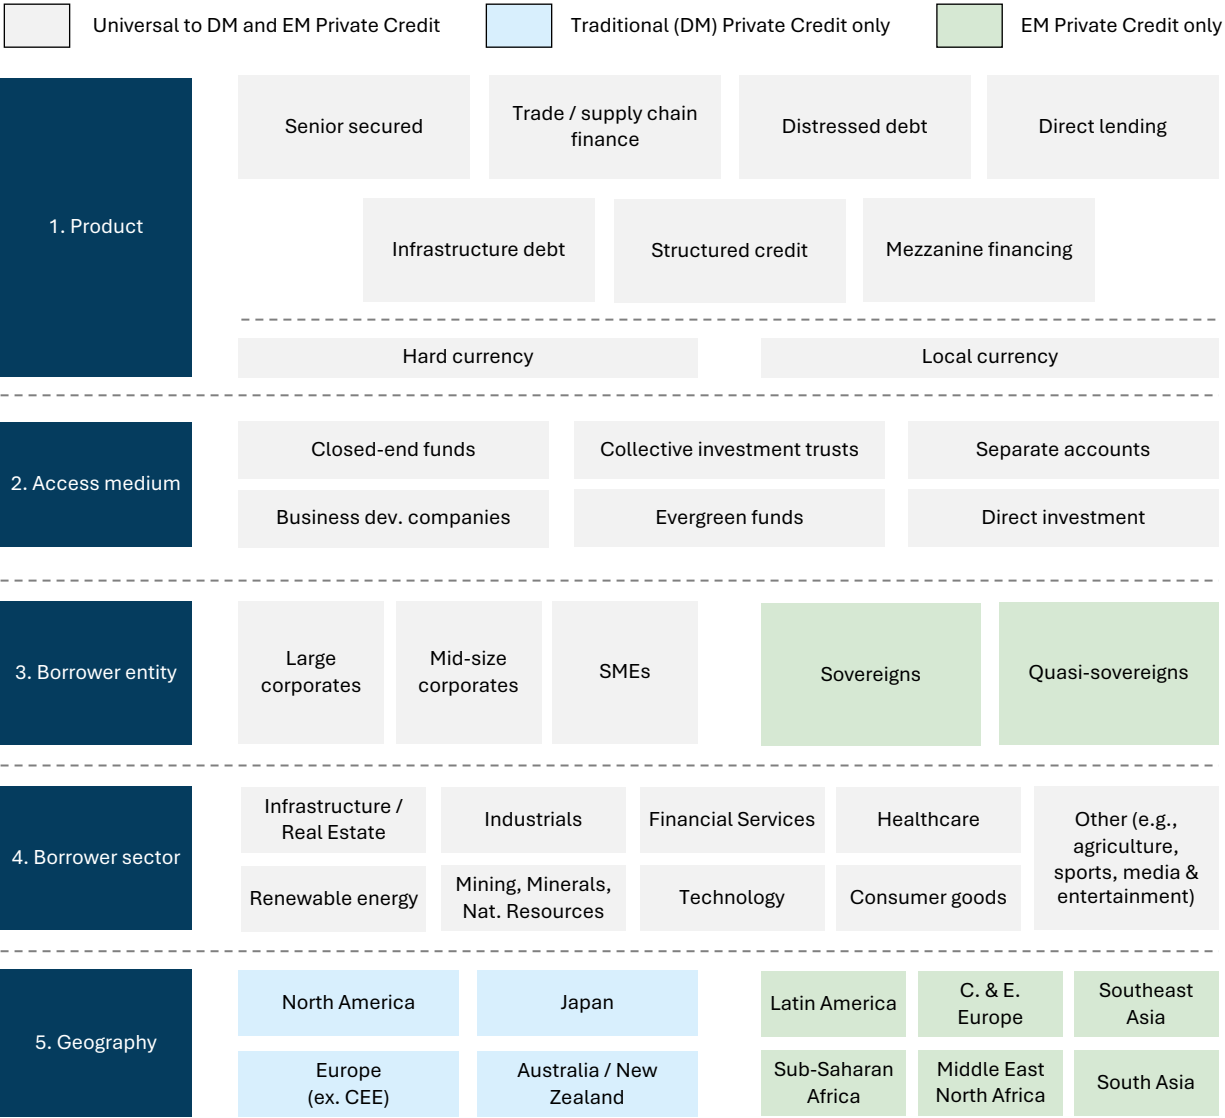 Universal to DM and EM Private Credit
Traditional (DM) Private Credit only
EM Private Credit only
1. Product
Senior secured
Trade / supply chain
finance
Distressed debt
Direct lending
Infrastructure debt
Structured credit
Mezzanine financing
Hard currency
Local currency
2. Access medium
Closed-end funds
Collective investment trusts
Separate accounts
Business dev. companies
Evergreen funds
Direct investment
3. Borrower entity
Large
corporates
Mid-size
corporates
SMEs
Sovereigns
Quasi-sovereigns
4. Borrower sector
Infrastructure /
Real Estate
Industrials
Financial Services
Healthcare
Other (e.g.,
agriculture,
sports, media &
entertainment)
Renewable energy
Mining, Minerals,
Nat. Resources
Technology
Consumer goods
5. Geography
North America
Japan
Latin America
C. & E.
Europe
Southeast
Asia
Europe
(ex. CEE)
Australia / New
Zealand
Sub-Saharan
Africa
Middle East
North Africa
South Asia